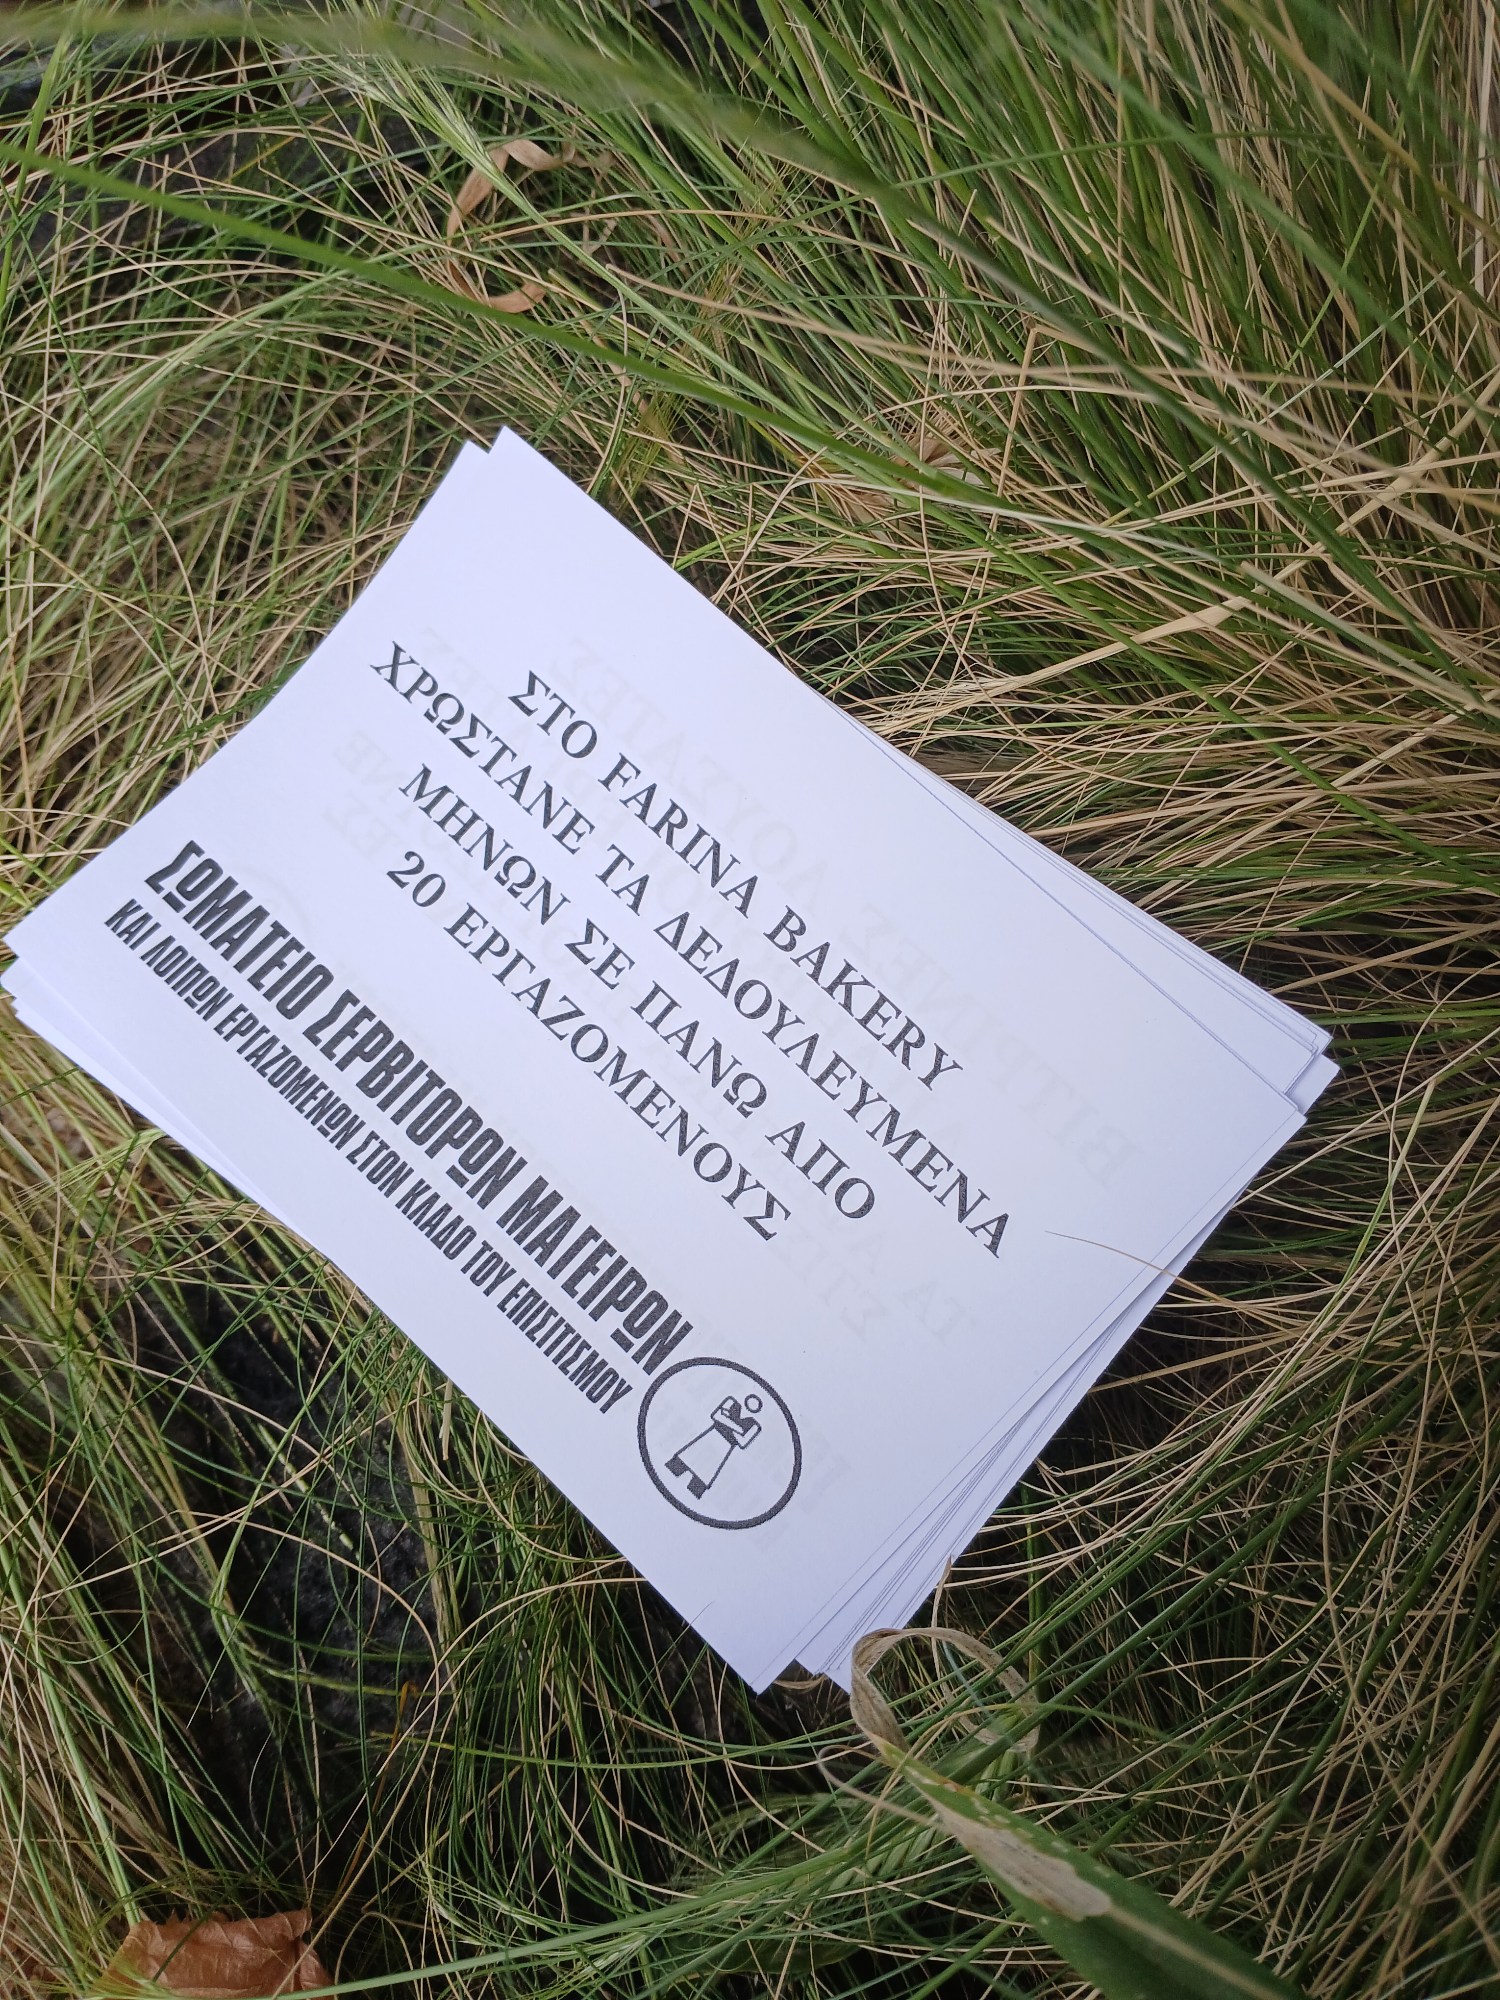 ΣΤΟ FARINA BAKERY
ΧΡΩΣΤΑΝΕ ΤΑ ΔΕΔΟΥΛΕΥΜΕΝΑ
ΜΗΝΩΝ ΣΕ ΠΑΝΩ ΑΠΟ
20 ΕΡΓΑΖΟΜΕΝΟΥΣ
ΣΩΜΑΤΕΙΟ ΣΕΡΒΙΤΟΡΩΝ ΜΑΓΕΙΡΩΝ
ΚΑΙ ΛΟΙΠΩΝ ΕΡΓΑΖΟΜΕΝΩΝ ΣΤΟΝ ΚΛΑΔΟ ΤΟΥ ΕΠΙΣΙΤΙΣΜΟΥ